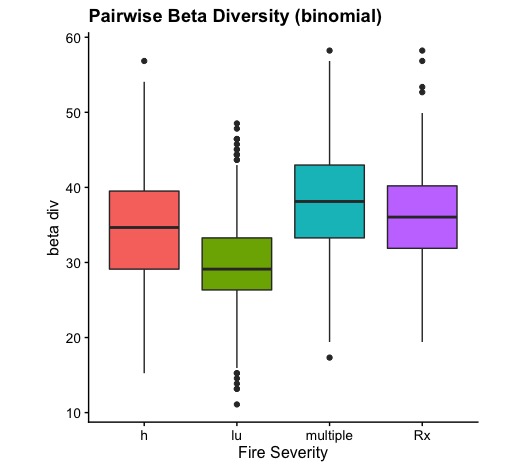 Pairwise Beta Diversity (binomial)
60
50
40
30
20
10
beta div
h lu multiple Rx
Fire Severity